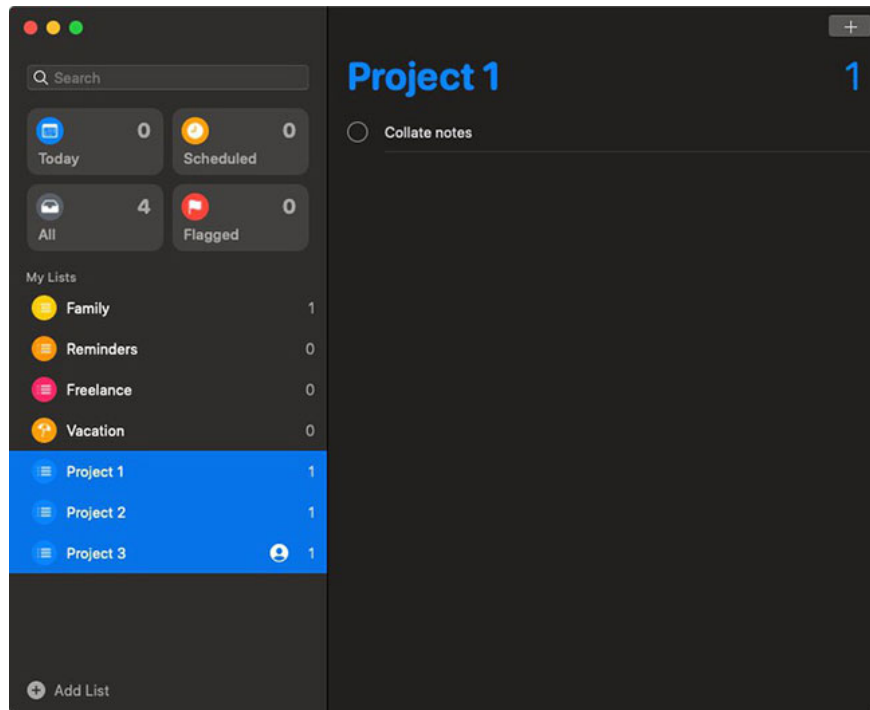 Search
0
Today
0
Scheduled
4
All
0
Flagged
My Lists
Family 1
Reminders 0
Freelance 0
Vacation 0
Project 1 1
Project 2 1
Project 3 1
Add List
Project 1 1
Collate notes